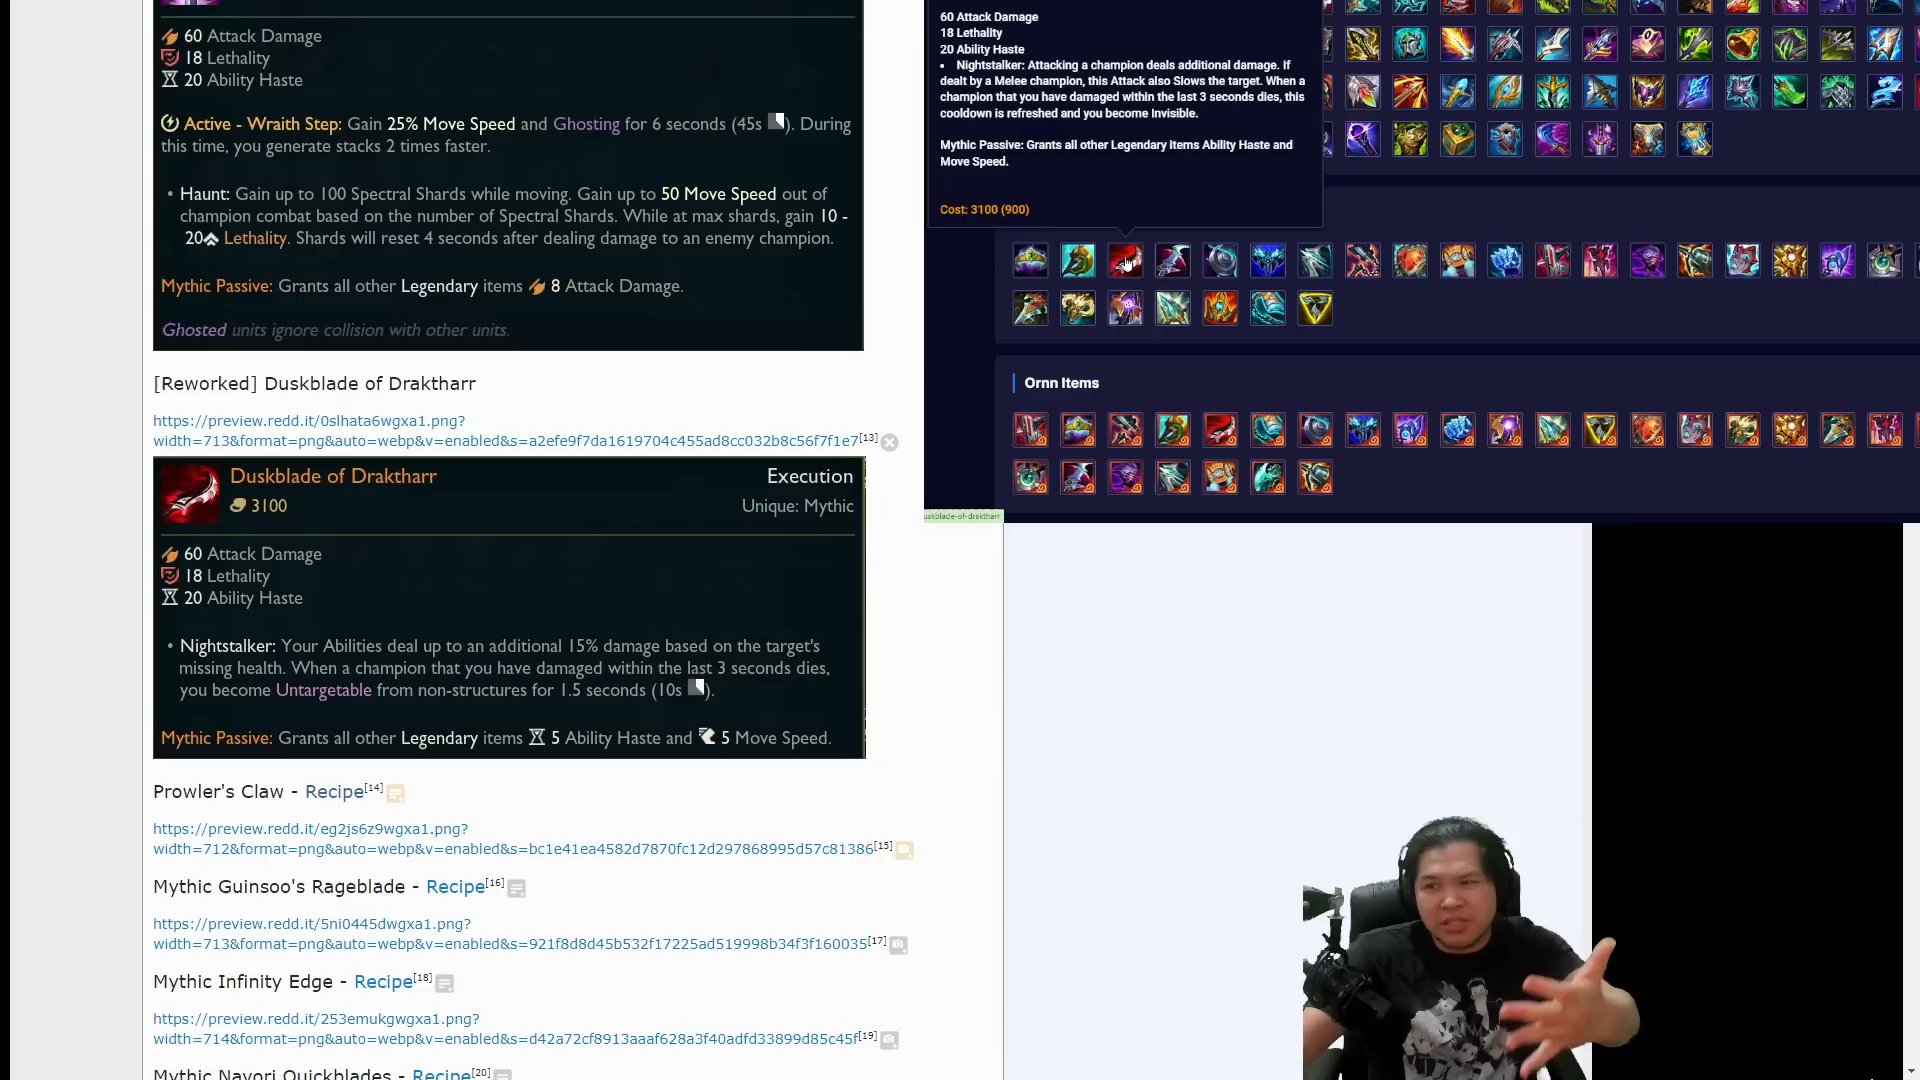 60 Attack Damage
18 Lethality
20 Ability Haste
Active - Wraith Step: Gain 25% Move Speed and Ghosting for 6 seconds (45s ). During
this time, you generate stacks 2 times faster.
• Haunt: Gain up to 100 Spectral Shards while moving. Gain up to 50 Move Speed out of
champion combat based on the number of Spectral Shards. While at max shards, gain 10 -
20 Lethality. Shards will reset 4 seconds after dealing damage to an enemy champion.
Mythic Passive: Grants all other Legendary items 8 Attack Damage.
Ghosted units ignore collision with other units.
[Reworked] Duskblade of Draktharr
https://preview.redd.it/0slhata6wgxa1.png?
width=713&format=png&auto=webp&v=enabled&s=a2efe9f7da1619704c455ad8cc032b8c56f7f1e7[13]
Duskblade of Draktharr
Execution
3100
Unique: Mythic
60 Attack Damage
18 Lethality
20 Ability Haste
• Nightstalker: Your Abilities deal up to an additional 15% damage based on the target's
missing health. When a champion that you have damaged within the last 3 seconds dies,
you become Untargetable from non-structures for 1.5 seconds (10s ).
Mythic Passive: Grants all other Legendary items 5 Ability Haste and 5 Move Speed.
Prowler's Claw - Recipe[14]
https://preview.redd.it/eg2js6z9wgxa1.png?
width=712&format=png&auto=webp&v=enabled&s=bc1e41ea4582d7870fc12d297868995d57c81386[15]
Mythic Guinsoo's Rageblade - Recipe[16]
https://preview.redd.it/5ni0445dwgxa1.png?
width=713&format=png&auto=webp&v=enabled&s=921f8d8d45b532f17225ad519998b34f3f160035[17]
Mythic Infinity Edge - Recipe[18]
https://preview.redd.it/253emukgwgxa1.png?
width=714&format=png&auto=webp&v=enabled&s=d42a72cf8913aaaf628a3f40adfd33899d85c45f[19]
Mythic Navori Quickblades - Recipe[20]
60 Attack Damage
18 Lethality
20 Ability Haste
• Nightstalker: Attacking a champion deals additional damage. If
dealt by a Melee champion, this Attack also Slows the target. When a
champion that you have damaged within the last 3 seconds dies, this
cooldown is refreshed and you become Invisible.
Mythic Passive: Grants all other Legendary items Ability Haste and
Move Speed.
Cost: 3100 (900)
Ornn Items
uskblade-of-draktharr